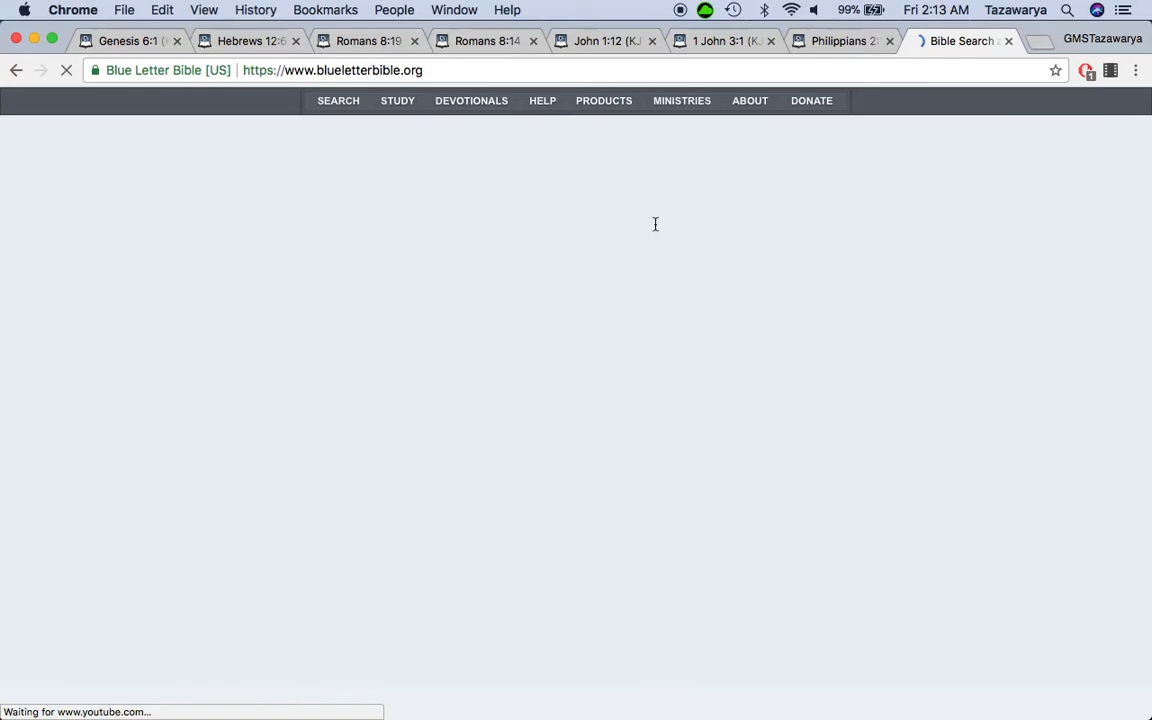 Chrome File Edit View History Bookmarks People Window Help 99% Fri 2:13 AM Tazawarya
Genesis 6:1 ( Hebrews 12:6 Romans 8:19 Romans 8:14 John 1:12 (KJ 1 John 3:1 (KJ Philippians 2: Bible Search GMSTazawarya
Blue Letter Bible [US] https://www.blueletterbible.org 1
SEARCH STUDY DEVOTIONALS HELP PRODUCTS MINISTRIES ABOUT DONATE
Waiting for www.youtube.com...